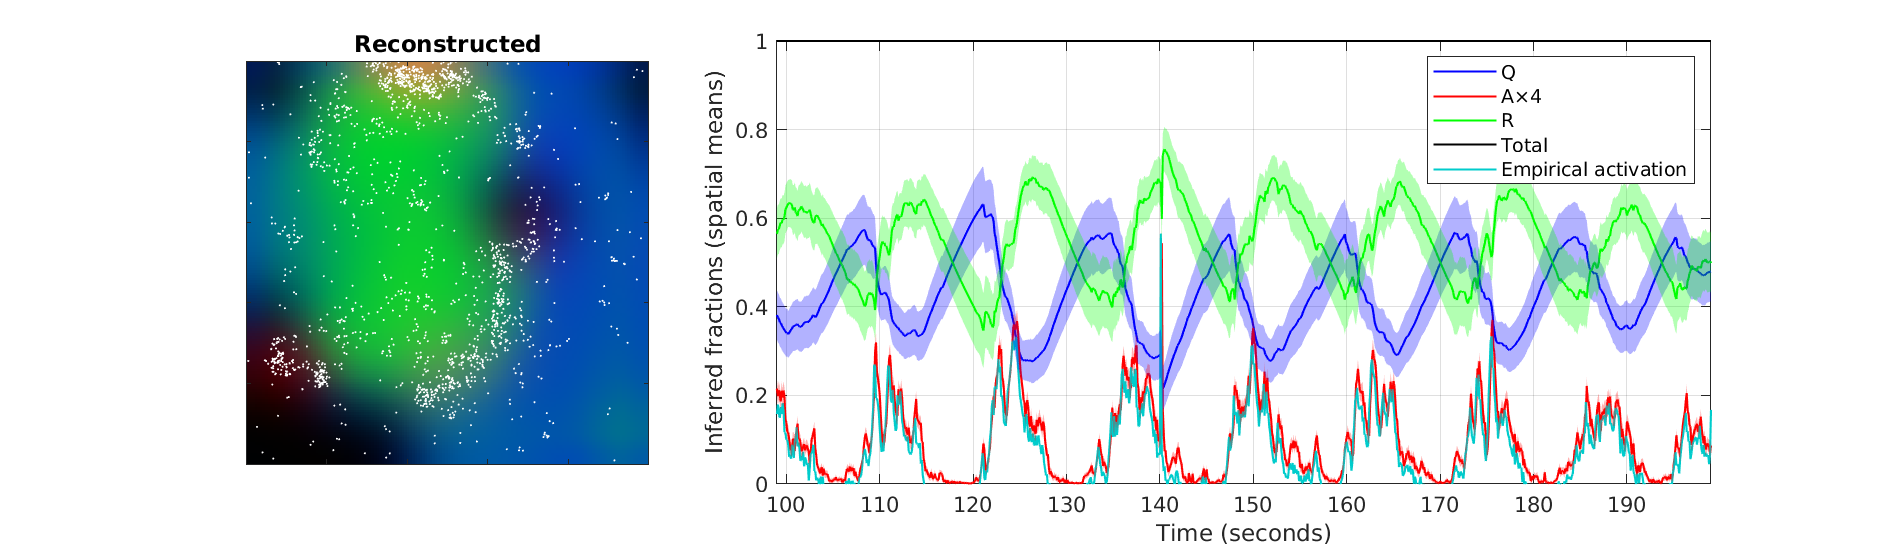 Reconstructed
Inferred fractions (spatial means)
1
0.8
0.6
0.4
0.2
0
Q
A×4
R
Total
Empirical activation
100 110 120 130 140 150 160 170 180 190
Time (seconds)